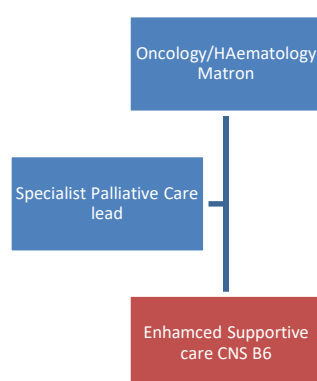 Oncology/HAematology
Matron
Specialist Palliative Care
lead
Enhamced Supportive
care CNS B6